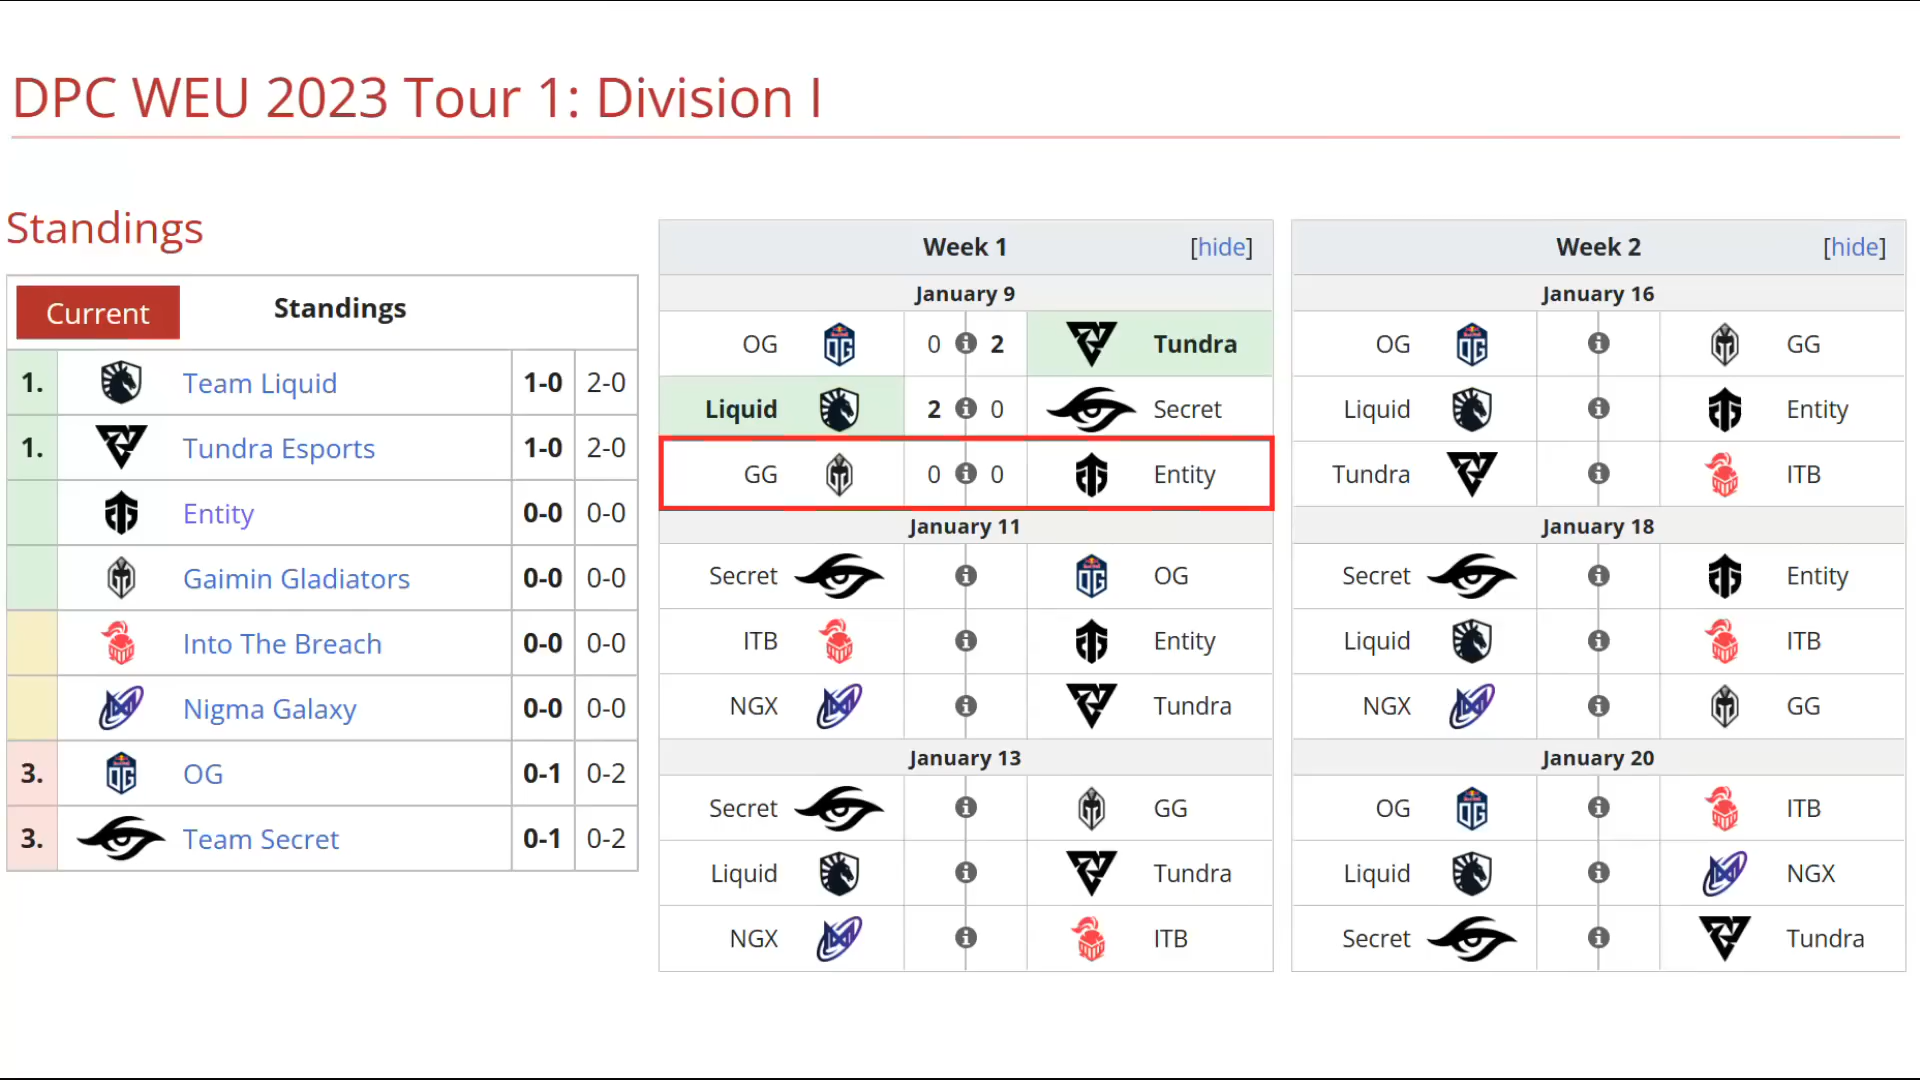 DPC WEU 2023 Tour 1: Division I
Standings
Current Standings
1. Team Liquid 1-0 2-0
1. Tundra Esports 1-0 2-0
Entity 0-0 0-0
Gaimin Gladiators 0-0 0-0
Into The Breach 0-0 0-0
Nigma Galaxy 0-0 0-0
3. OG 0-1 0-2
3. Team Secret 0-1 0-2
Week 1 [hide]
January 9
OG 0 2 Tundra
Liquid 2 0 Secret
GG 0 0 Entity
January 11
Secret OG
ITB Entity
NGX Tundra
January 13
Secret GG
Liquid Tundra
NGX ITB
Week 2 [hide]
January 16
OG GG
Liquid Entity
Tundra ITB
January 18
Secret Entity
Liquid ITB
NGX GG
January 20
OG ITB
Liquid NGX
Secret Tundra